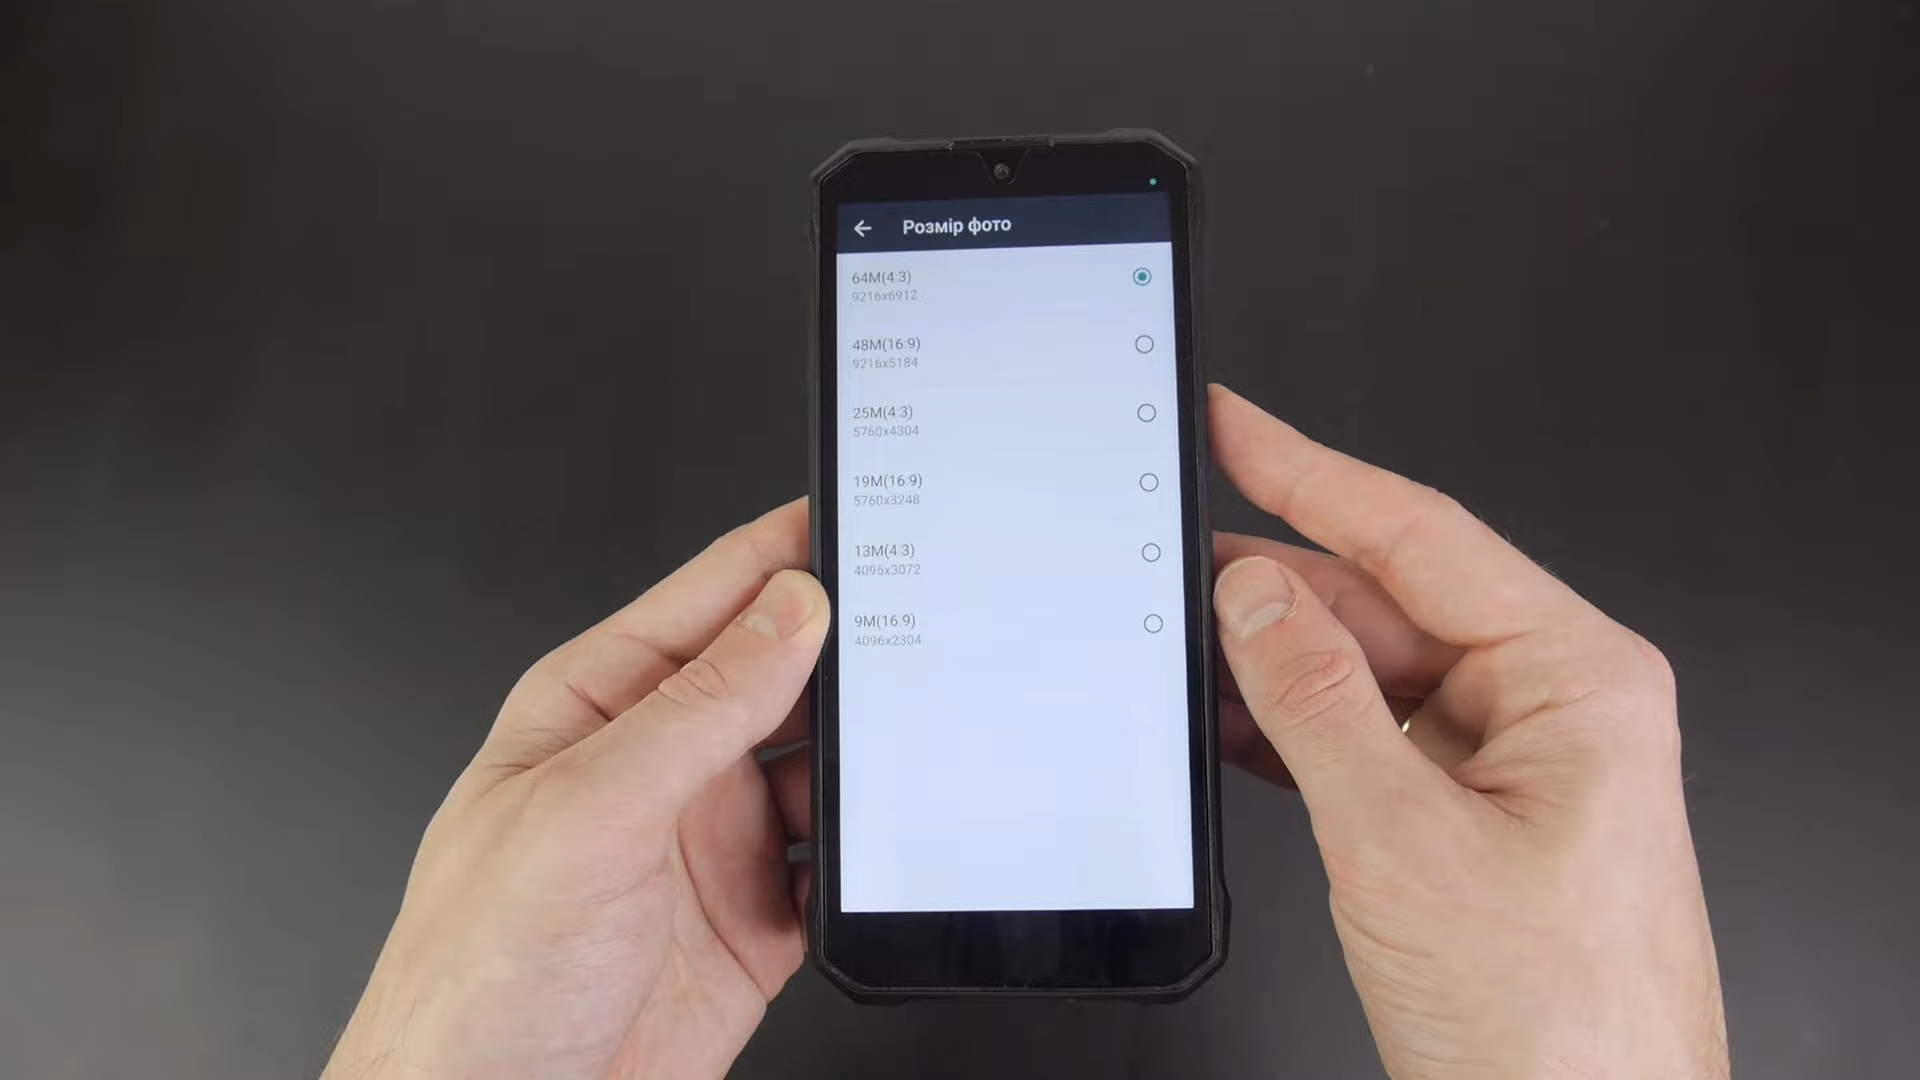 Розмір фото
64M(4:3)
9216x6912
48M(16:9)
9216x5184
25M(4:3)
5760x4304
19M(16:9)
5760x3248
13M(4:3)
4096x3072
9M(16:9)
4096x2304